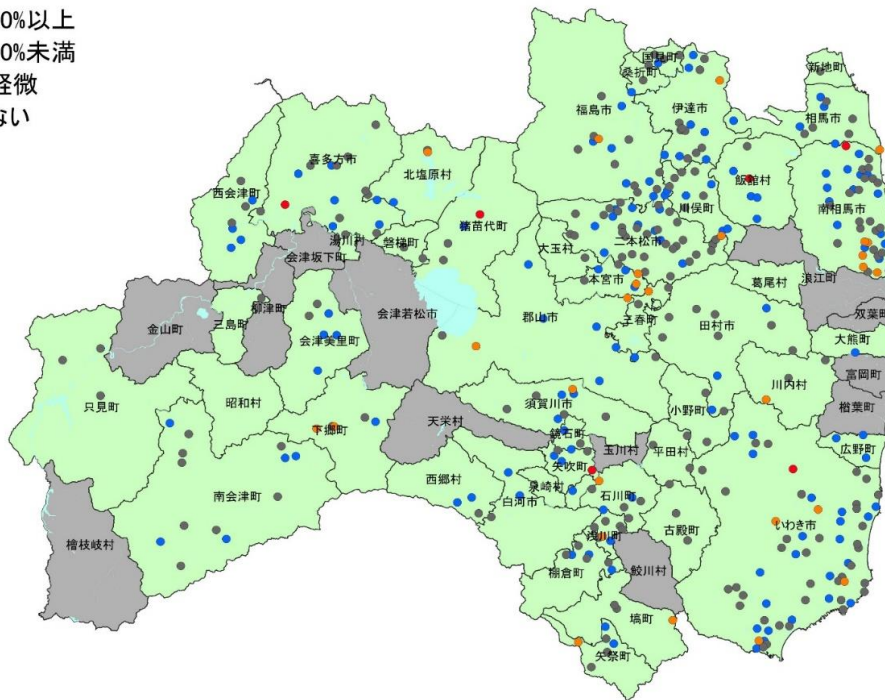 0%以上
0%未満
経微
ない
国見町
桑折町
新地町
福島市
伊達市
相馬市
喜多方市
北塩原村
西会津町
飯舘村
川俣町
南相馬市
猪苗代町
湯川村
磐梯町
大玉村
二本松市
会津坂下町
本宮市
葛尾村
浪江町
金山町
三島町
柳津町
会津若松市
郡山市
三春町
田村市
双葉町
会津美里町
大熊町
只見町
昭和村
川内村
富岡町
須賀川市
小野町
楢葉町
下郷町
天栄村
鏡石町
玉川村
平田村
広野町
矢吹町
西郷村
泉崎村
白河市
石川町
南会津町
古殿町
いわき市
浅川町
檜枝岐村
棚倉町
鮫川村
塙町
矢祭町